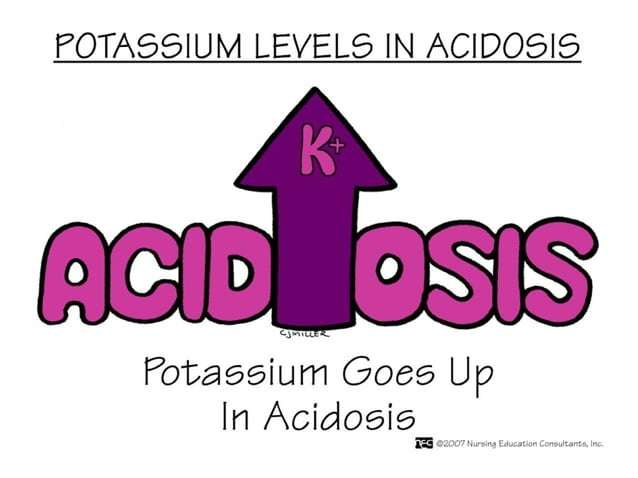 POTASSIUM LEVELS IN ACIDOSIS
K+
ACIDOSIS
CJMILLER
Potassium Goes Up
In Acidosis
NEC ©2007 Nursing Education Consultants, Inc.